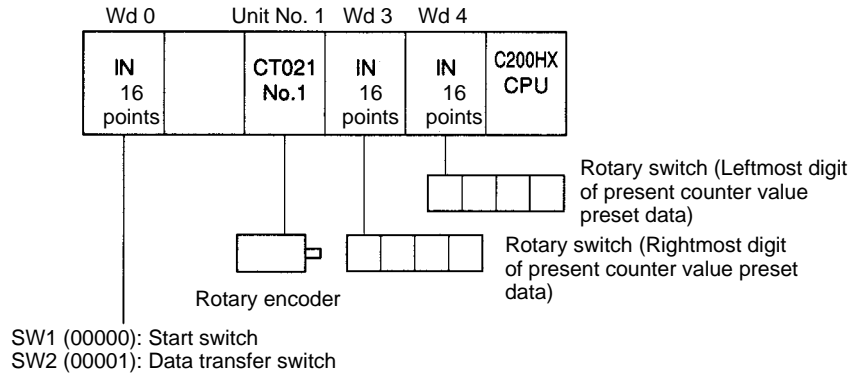 Wd 0 Unit No. 1 Wd 3 Wd 4
IN
16
points
CT021
No.1
IN
16
points
IN
16
points
C200HX
CPU
Rotary switch (Leftmost digit
of present counter value
preset data)
Rotary switch (Rightmost digit
of present counter value preset
data)
Rotary encoder
SW1 (00000): Start switch
SW2 (00001): Data transfer switch